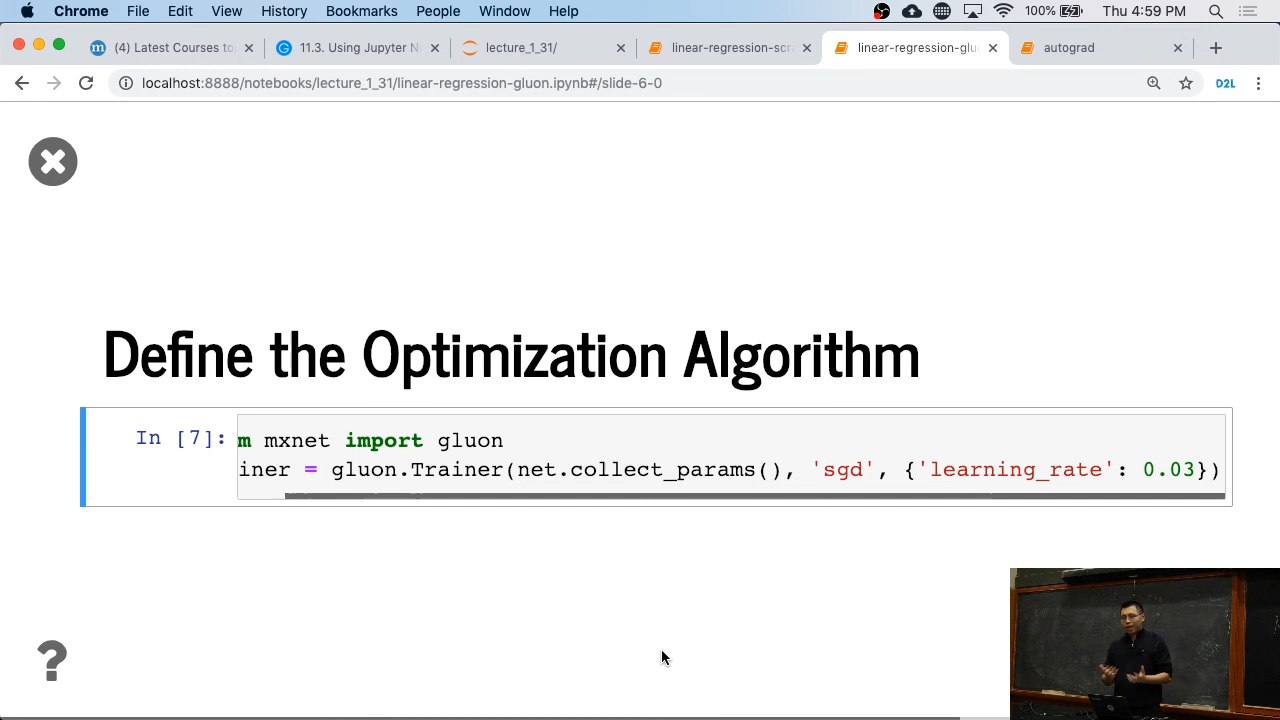 Chrome File Edit View History Bookmarks People Window Help 100% Thu 4:59 PM
(4) Latest Courses to
11.3. Using Jupyter N
lecture_1_31/
linear-regression-scr
linear-regression-glu
autograd
localhost:8888/notebooks/lecture_1_31/linear-regression-gluon.ipynb#/slide-6-0
D2L
Define the Optimization Algorithm
In [7]:
m mxnet import gluon
iner = gluon.Trainer(net.collect_params(), 'sgd', {'learning_rate': 0.03})
?